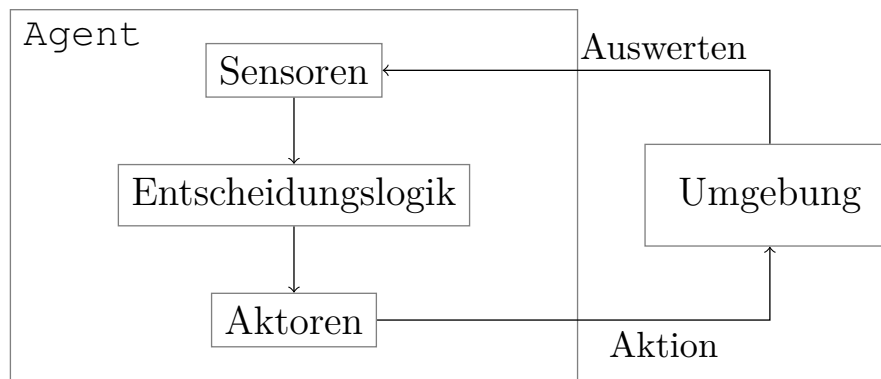 Agent
Sensoren
Auswerten
Entscheidungslogik
Umgebung
Aktoren
Aktion